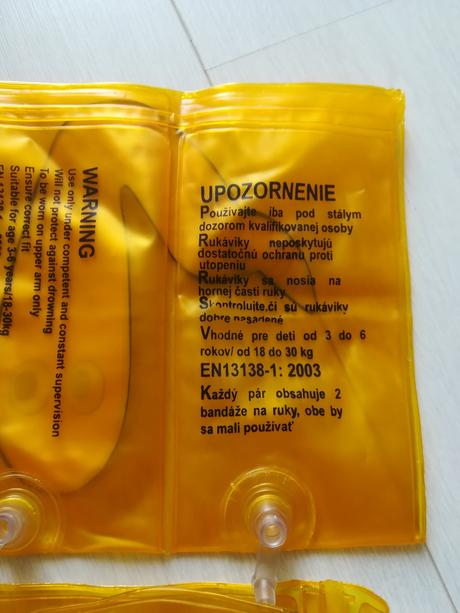 WARNING
Use only under competent and constant supervision
Will not protect against drowning
To be worn on upper arm only
Ensure correct fit
Suitable for age 3-6 years/18-30kg
UPOZORNENIE
Používajte iba pod stálym
dozorom kvalifikovanej osoby
Rukáviky neposkytujú
dostatočnú ochranu proti
utopeniu
Rukáviky sa nosia na
hornej časti ruky
Skontrolujte,či sú rukáviky
dobre nasadené
Vhodné pre deti od 3 do 6
rokov/ od 18 do 30 kg
EN13138-1: 2003
Každý pár obsahuje 2
bandáže na ruky, obe by
sa mali používať